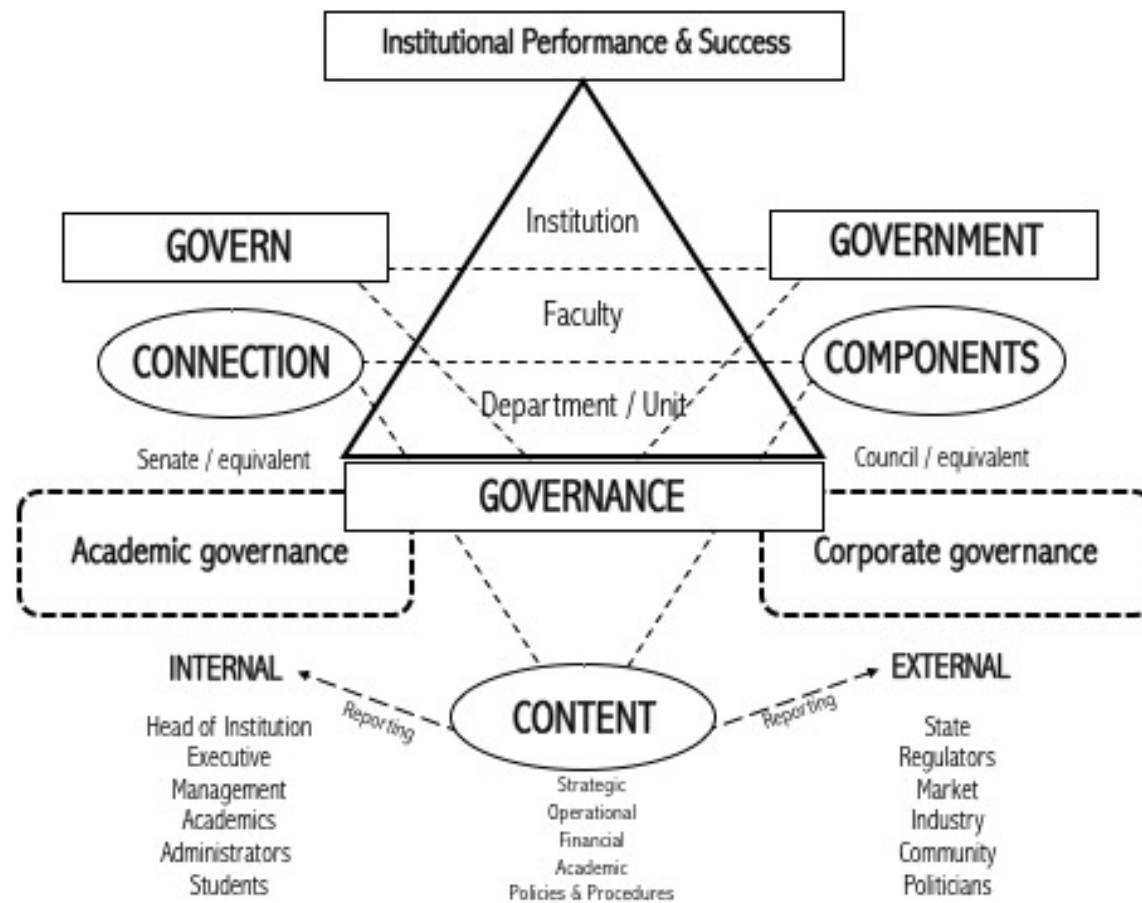 Institutional Performance & Success
Institution
GOVERN
GOVERNMENT
Faculty
CONNECTION
COMPONENTS
Department / Unit
Senate / equivalent
Council / equivalent
GOVERNANCE
Academic governance
Corporate governance
INTERNAL
EXTERNAL
Reporting
Reporting
CONTENT
Head of Institution
Executive
Management
Academics
Administrators
Students
Strategic
Operational
Financial
Academic
Policies & Procedures
State
Regulators
Market
Industry
Community
Politicians